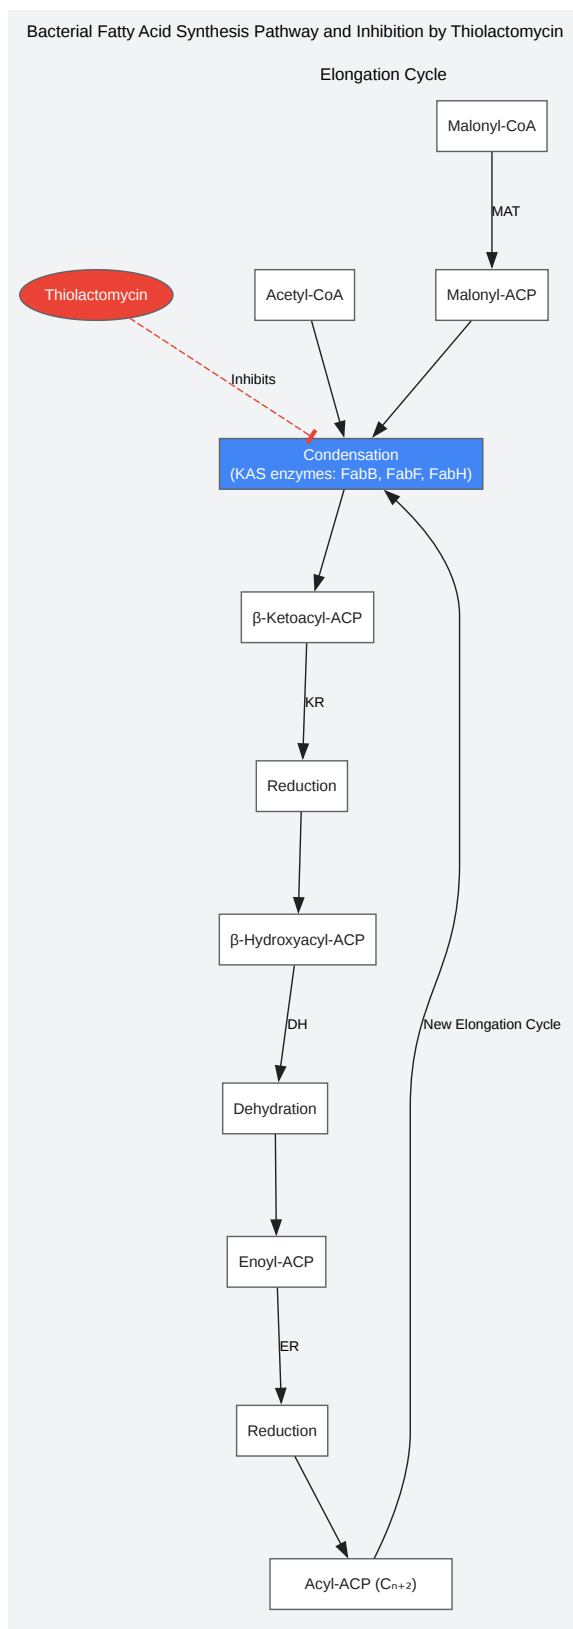 Bacterial Fatty Acid Synthesis Pathway and Inhibition by Thiolactomycin
Elongation Cycle
Malonyl-CoA
MAT
Thiolactomycin
Acetyl-CoA
Malonyl-ACP
Inhibits
Condensation
(KAS enzymes: FabB, FabF, FabH)
β-Ketoacyl-ACP
KR
Reduction
β-Hydroxyacyl-ACP
DH
New Elongation Cycle
Dehydration
Enoyl-ACP
ER
Reduction
Acyl-ACP (Cₙ₊₂)